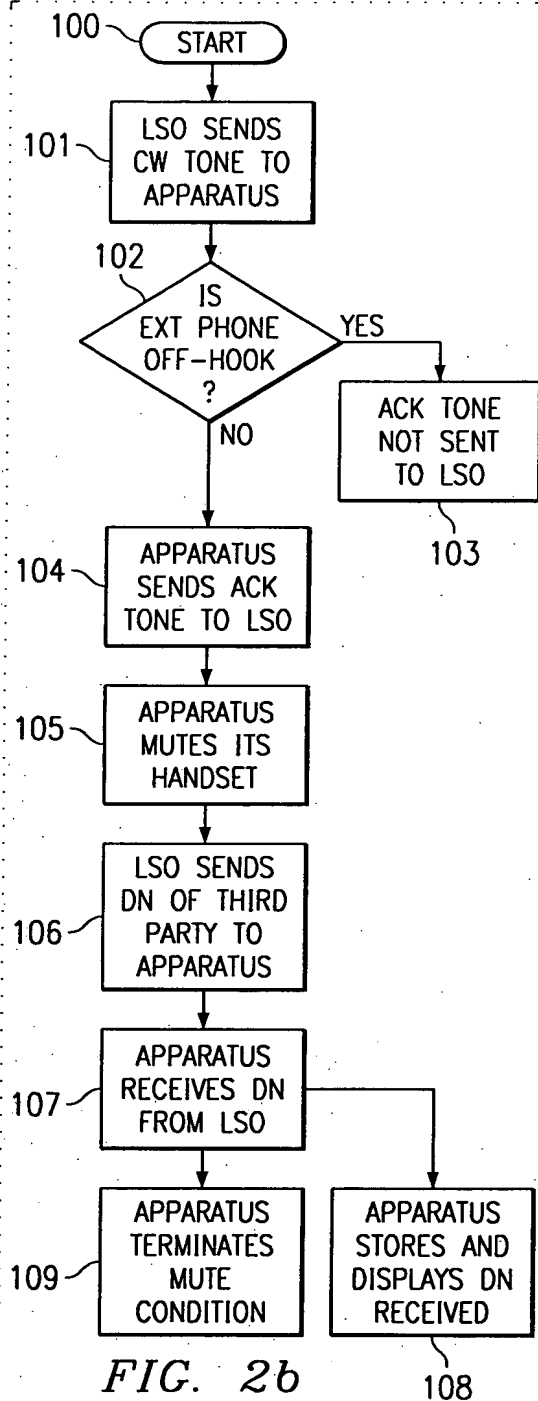 100
START
101
LSO SENDS
CW TONE TO
APPARATUS
102
IS
EXT PHONE
OFF-HOOK
?
YES
NO
ACK TONE
NOT SENT
TO LSO
103
104
APPARATUS
SENDS ACK
TONE TO LSO
105
APPARATUS
MUTES ITS
HANDSET
106
LSO SENDS
DN OF THIRD
PARTY TO
APPARATUS
107
APPARATUS
RECEIVES DN
FROM LSO
109
APPARATUS
TERMINATES
MUTE
CONDITION
APPARATUS
STORES AND
DISPLAYS DN
RECEIVED
108
FIG. 2b